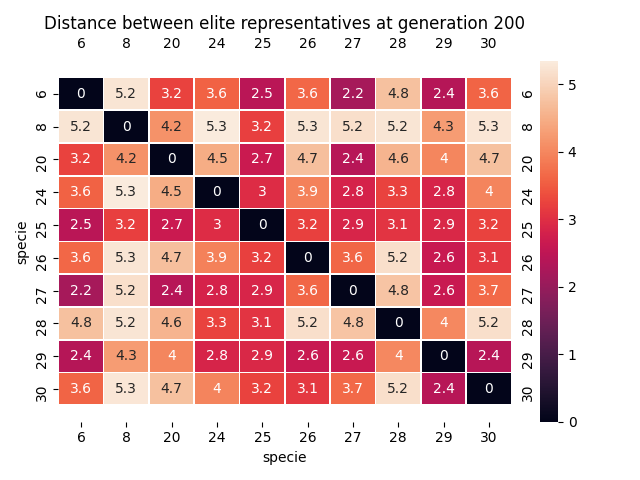 Distance between elite representatives at generation 200
6 8 20 24 25 26 27 28 29 30
6 0 5.2 3.2 3.6 2.5 3.6 2.2 4.8 2.4 3.6 6
8 5.2 0 4.2 5.3 3.2 5.3 5.2 5.2 4.3 5.3 8
20 3.2 4.2 0 4.5 2.7 4.7 2.4 4.6 4 4.7 20
24 3.6 5.3 4.5 0 3 3.9 2.8 3.3 2.8 4 24
25 2.5 3.2 2.7 3 0 3.2 2.9 3.1 2.9 3.2 25
26 3.6 5.3 4.7 3.9 3.2 0 3.6 5.2 2.6 3.1 26
27 2.2 5.2 2.4 2.8 2.9 3.6 0 4.8 2.6 3.7 27
28 4.8 5.2 4.6 3.3 3.1 5.2 4.8 0 4 5.2 28
29 2.4 4.3 4 2.8 2.9 2.6 2.6 4 0 2.4 29
30 3.6 5.3 4.7 4 3.2 3.1 3.7 5.2 2.4 0 30
6 8 20 24 25 26 27 28 29 30
specie
specie
5
4
3
2
1
0